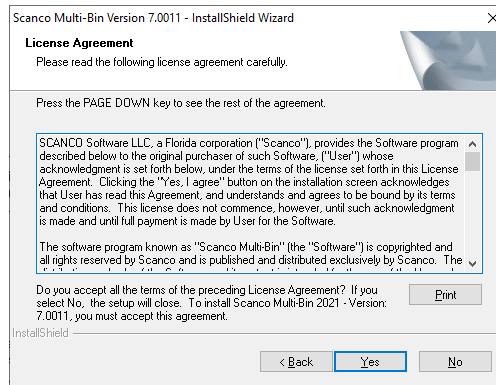 Scanco Multi-Bin Version 7.0011 - InstallShield Wizard
License Agreement
Please read the following license agreement carefully.
Press the PAGE DOWN key to see the rest of the agreement.
SCANCO Software LLC, a Florida corporation ("Scanco"), provides the Software program
described below to the original purchaser of such Software, ("User") whose
acknowledgment is set forth below, under the terms of the license set forth in this License
Agreement.  Clicking the "Yes, I agree" button on the installation screen acknowledges
that User has read this Agreement, and understands and agrees to be bound by its terms
and conditions.  This license does not commence, however, until such acknowledgment
is made and until full payment is made by User for the Software.
The software program known as "Scanco Multi-Bin" (the "Software") is copyrighted and
all rights reserved by Scanco and is published and distributed exclusively by Scanco.  The
Do you accept all the terms of the preceding License Agreement?  If you
select No,  the setup will close.  To install Scanco Multi-Bin 2021 - Version:
7.0011, you must accept this agreement.
Print
InstallShield
< Back
Yes
No